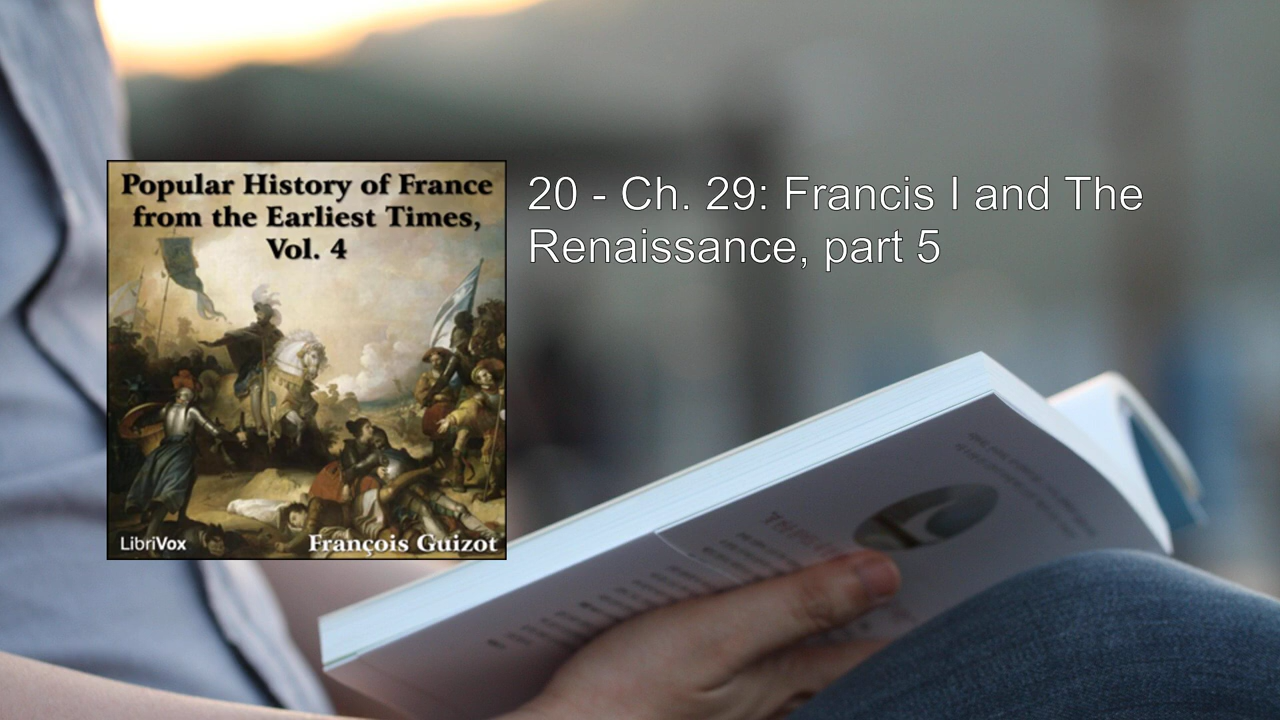 Popular History of France
from the Earliest Times,
Vol. 4
LibriVox
François Guizot
20 - Ch. 29: Francis I and The
Renaissance, part 5